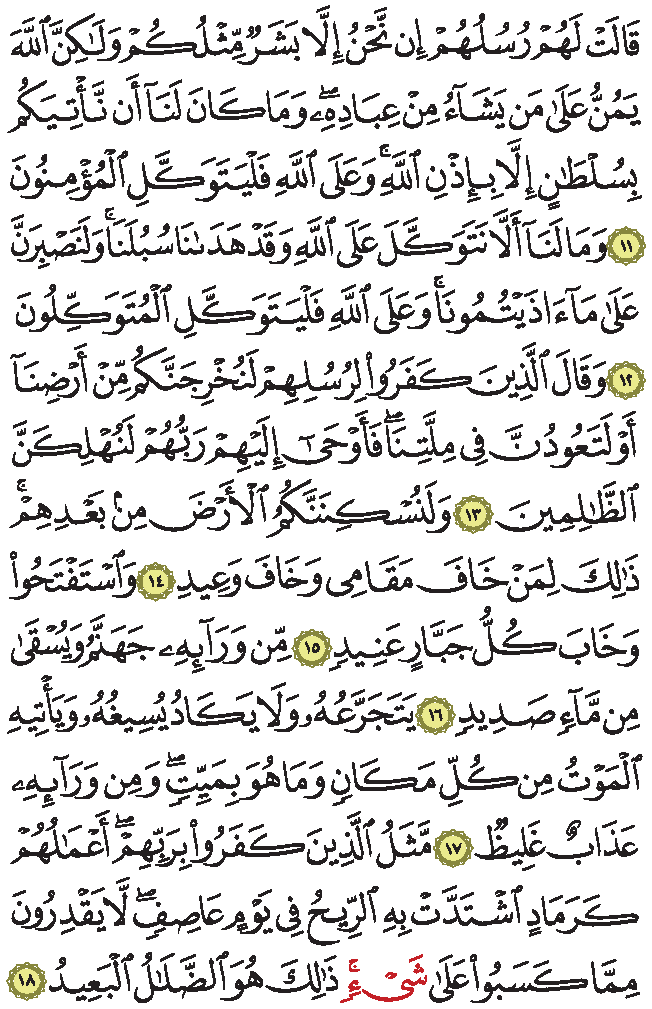 قَالَتْ لَهُمْ رُسُلُهُمْ إِن نَّحْنُ إِلَّا بَشَرٌ مِّثْلُكُمْ وَلَٰكِنَّ ٱللَّهَ
يَمُنُّ عَلَىٰ مَن يَشَآءُ مِنْ عِبَادِهِۦۖ وَمَا كَانَ لَنَآ أَن نَّأْتِيَكُم
بِسُلْطَٰنٍ إِلَّا بِإِذْنِ ٱللَّهِۚ وَعَلَى ٱللَّهِ فَلْيَتَوَكَّلِ ٱلْمُؤْمِنُونَ
١١ وَمَا لَنَآ أَلَّا نَتَوَكَّلَ عَلَى ٱللَّهِ وَقَدْ هَدَىٰنَا سُبُلَنَاۚ وَلَنَصْبِرَنَّ
عَلَىٰ مَآ ءَاذَيْتُمُونَاۚ وَعَلَى ٱللَّهِ فَلْيَتَوَكَّلِ ٱلْمُتَوَكِّلُونَ
١٢ وَقَالَ ٱلَّذِينَ كَفَرُوا۟ لِرُسُلِهِمْ لَنُخْرِجَنَّكُم مِّنْ أَرْضِنَآ
أَوْ لَتَعُودُنَّ فِى مِلَّتِنَاۖ فَأَوْحَىٰٓ إِلَيْهِمْ رَبُّهُمْ لَنُهْلِكَنَّ
ٱلظَّٰلِمِينَ ١٣ وَلَنُسْكِنَنَّكُمُ ٱلْأَرْضَ مِنۢ بَعْدِهِمْۚ
ذَٰلِكَ لِمَنْ خَافَ مَقَامِى وَخَافَ وَعِيدِ ١٤ وَٱسْتَفْتَحُوا۟
وَخَابَ كُلُّ جَبَّارٍ عَنِيدٍ ١٥ مِّن وَرَآئِهِۦ جَهَنَّمُ وَيُسْقَىٰ
مِن مَّآءٍ صَدِيدٍ ١٦ يَتَجَرَّعُهُۥ وَلَا يَكَادُ يُسِيغُهُۥ وَيَأْتِيهِ
ٱلْمَوْتُ مِن كُلِّ مَكَانٍ وَمَا هُوَ بِمَيِّتٍۖ وَمِن وَرَآئِهِۦ
عَذَابٌ غَلِيظٌ ١٧ مَّثَلُ ٱلَّذِينَ كَفَرُوا۟ بِرَبِّهِمْۖ أَعْمَٰلُهُمْ
كَرَمَادٍ ٱشْتَدَّتْ بِهِ ٱلرِّيحُ فِى يَوْمٍ عَاصِفٍۖ لَّا يَقْدِرُونَ
مِمَّا كَسَبُوا۟ عَلَىٰ شَىْءٍۚ ذَٰلِكَ هُوَ ٱلضَّلَٰلُ ٱلْبَعِيدُ ١٨